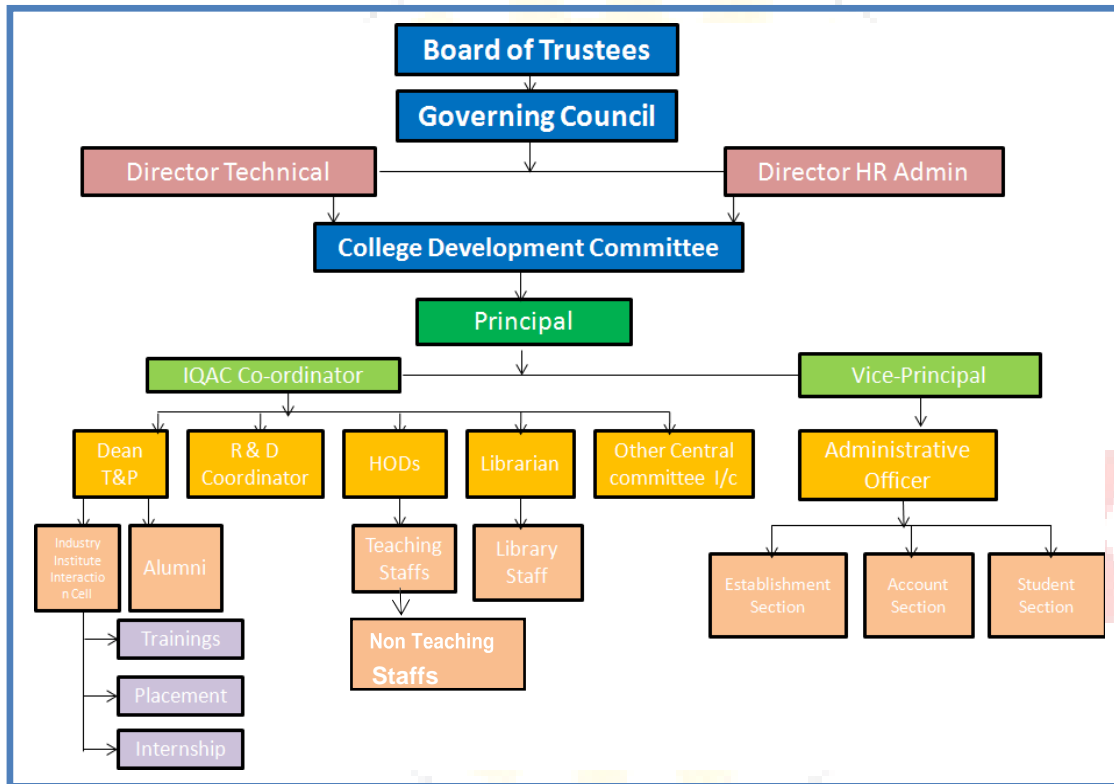 Board of Trustees
Governing Council
Director Technical
Director HR Admin
College Development Committee
Principal
IQAC Co-ordinator
Vice-Principal
Dean
T&P
R & D
Coordinator
HODs
Librarian
Other Central
committee I/c
Administrative
Officer
Industry
Institute
Interactio
n Cell
Alumni
Teaching
Staffs
Library
Staff
Establishment
Section
Account
Section
Student
Section
Trainings
Non Teaching
Staffs
Placement
Internship